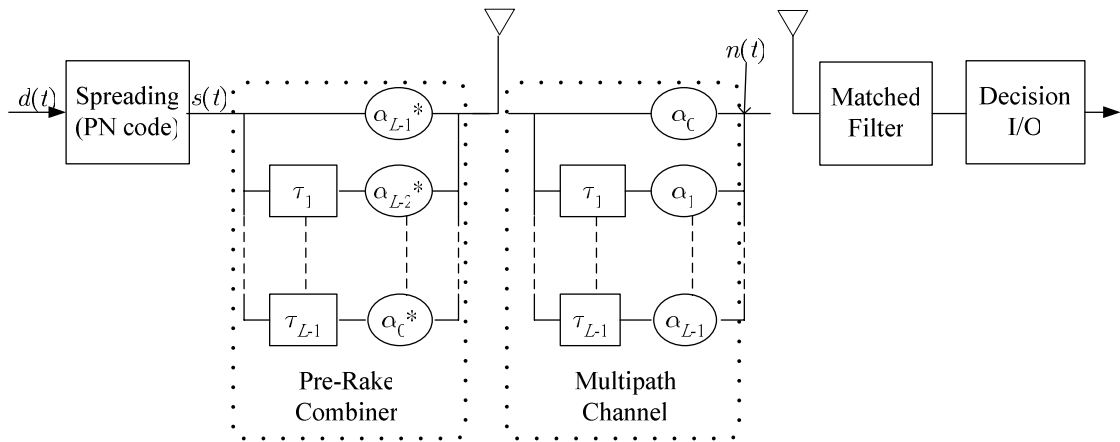 d(t)
Spreading
(PN code)
s(t)
α_{L-1}*
τ_1
α_{L-2}*
τ_{L-1}
α_0*
Pre-Rake
Combiner
α_0
τ_1
α_1
τ_{L-1}
α_{L-1}
Multipath
Channel
n(t)
Matched
Filter
Decision
I/O